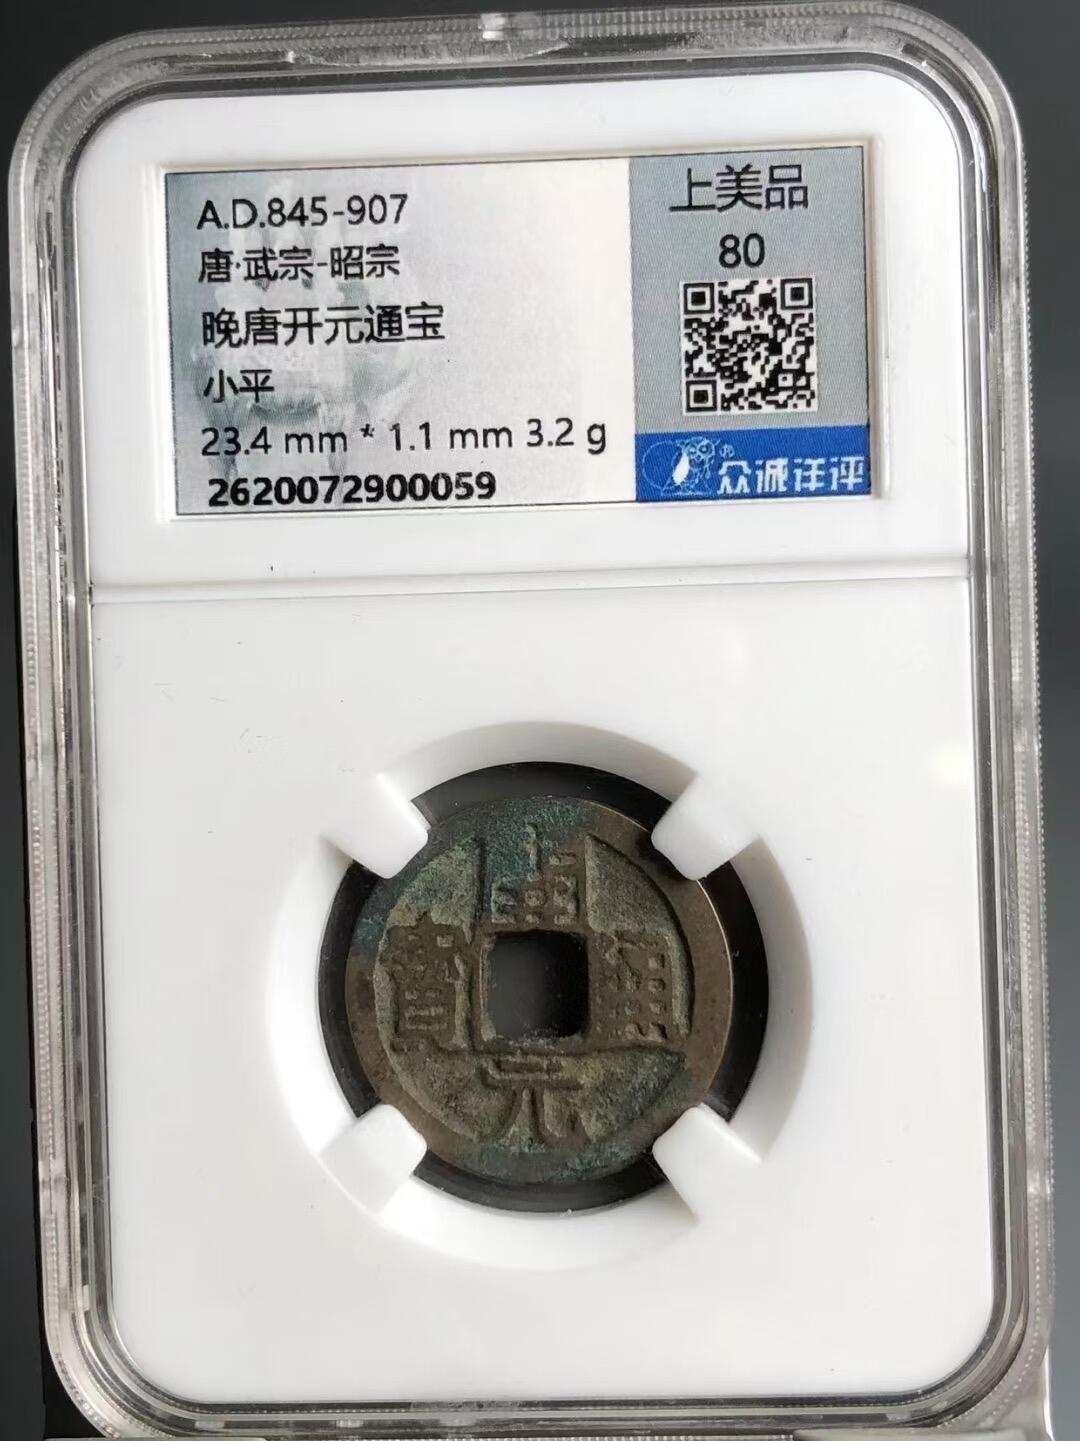 A.D.845-907
唐·武宗-昭宗
晚唐开元通宝
小平
23.4 mm * 1.1 mm 3.2 g
2620072900059
上美品
80
众诚评评
開
通
元
寶